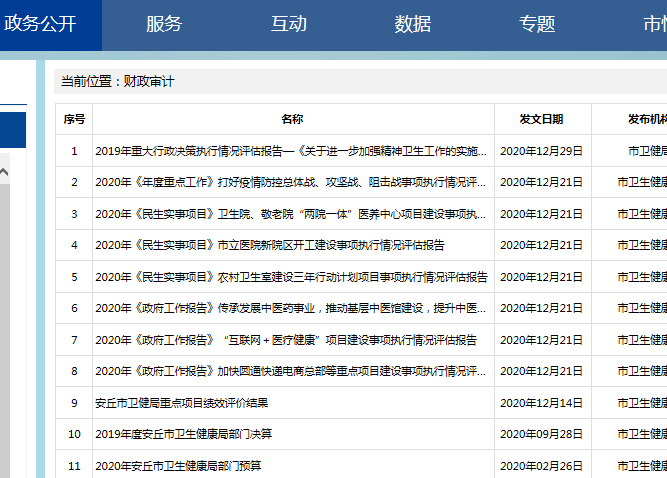 政务公开 服务 互动 数据 专题 市情
当前位置：财政审计
序号 名称 发文日期 发布机构
1 2019年重大行政决策执行情况评估报告—《关于进一步加强精神卫生工作的实施... 2020年12月29日 市卫健局
2 2020年《年度重点工作》打好疫情防控总体战、攻坚战、阻击战事项执行情况评... 2020年12月21日 市卫生健康
3 2020年《民生实事项目》卫生院、敬老院“两院一体”医养中心项目建设事项执... 2020年12月21日 市卫生健康
4 2020年《民生实事项目》市立医院新院区开工建设事项执行情况评估报告 2020年12月21日 市卫生健康
5 2020年《民生实事项目》农村卫生室建设三年行动计划项目事项执行情况评估报告 2020年12月21日 市卫生健康
6 2020年《政府工作报告》传承发展中医药事业，推动基层中医馆建设，提升中医... 2020年12月21日 市卫生健康
7 2020年《政府工作报告》“互联网＋医疗健康”项目建设事项执行情况评估报告 2020年12月21日 市卫生健康
8 2020年《政府工作报告》加快圆通快递电商总部等重点项目建设事项执行情况评... 2020年12月21日 市卫生健康
9 安丘市卫健局重点项目绩效评价结果 2020年12月14日 市卫生健康
10 2019年度安丘市卫生健康局部门决算 2020年09月28日 市卫生健康
11 2020年安丘市卫生健康局部门预算 2020年02月26日 市卫生健康